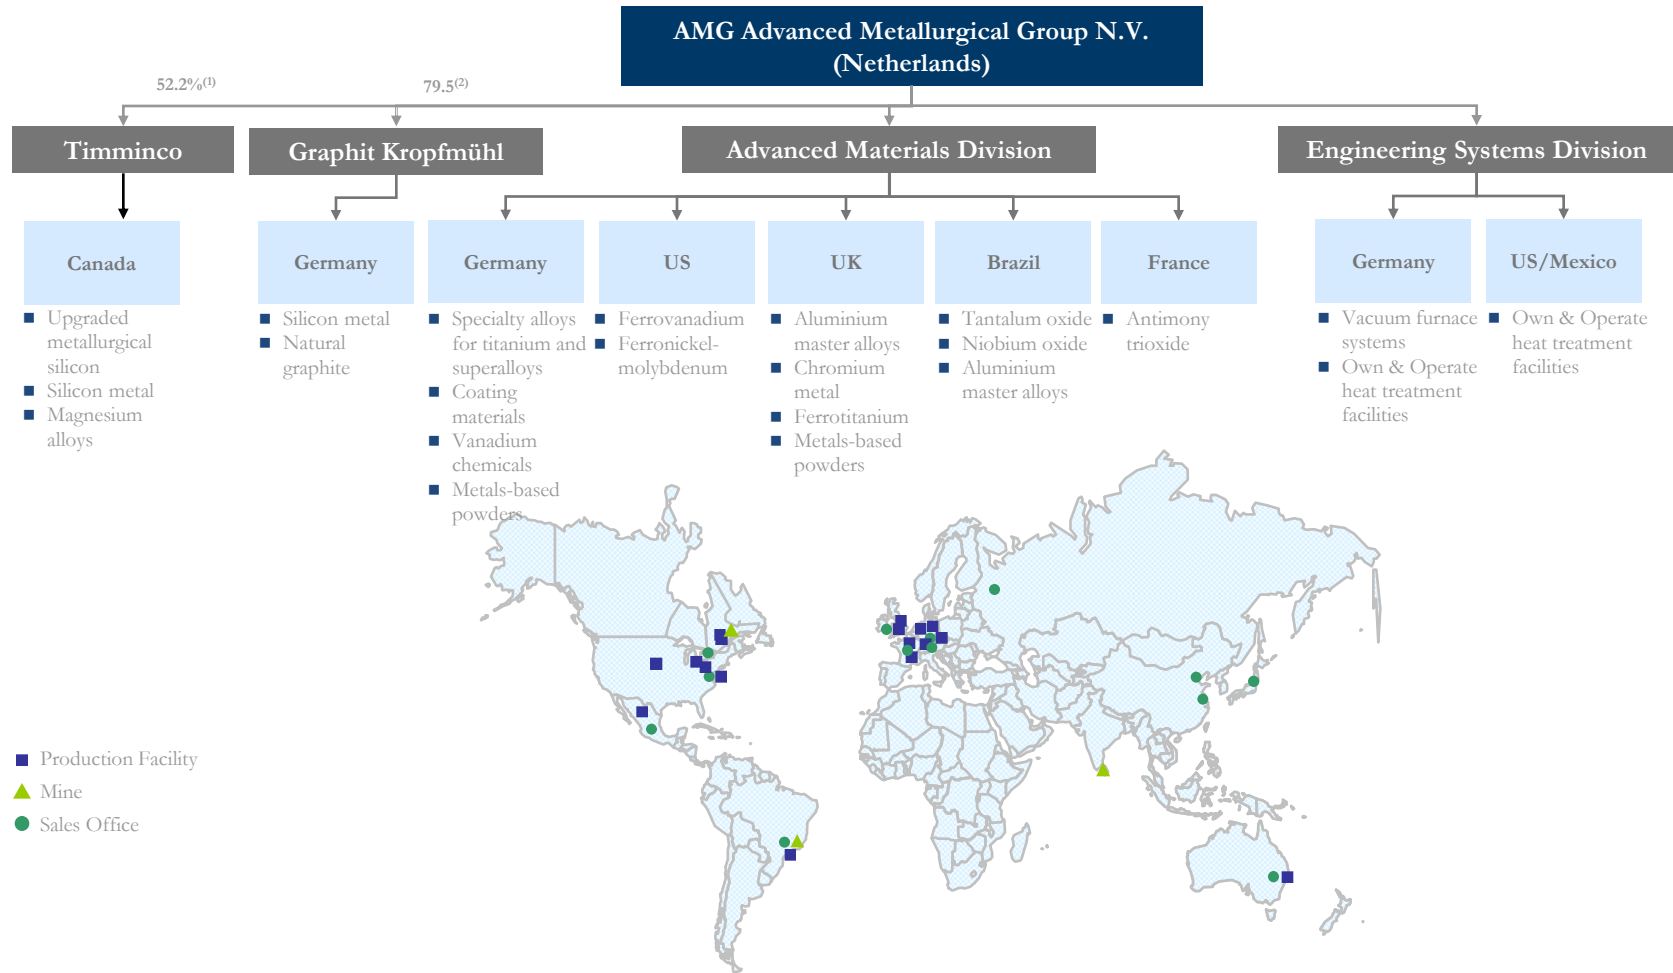 AMG Advanced Metallurgical Group N.V.
(Netherlands)
52.2%(1)
79.5(2)
Timminco
Graphit Kropfmühl
Advanced Materials Division
Engineering Systems Division
Canada
Upgraded
metallurgical
silicon
Silicon metal
Magnesium
alloys
Germany
Silicon metal
Natural
graphite
Germany
Specialty alloys
for titanium and
superalloys
Coating
materials
Vanadium
chemicals
Metals-based
powders
US
Ferrovanadium
Ferronickel-
molybdenum
UK
Aluminium
master alloys
Chromium
metal
Ferrotitanium
Metals-based
powders
Brazil
Tantalum oxide
Niobium oxide
Aluminium
master alloys
France
Antimony
trioxide
Germany
Vacuum furnace
systems
Own & Operate
heat treatment
facilities
US/Mexico
Own & Operate
heat treatment
facilities
Production Facility
Mine
Sales Office